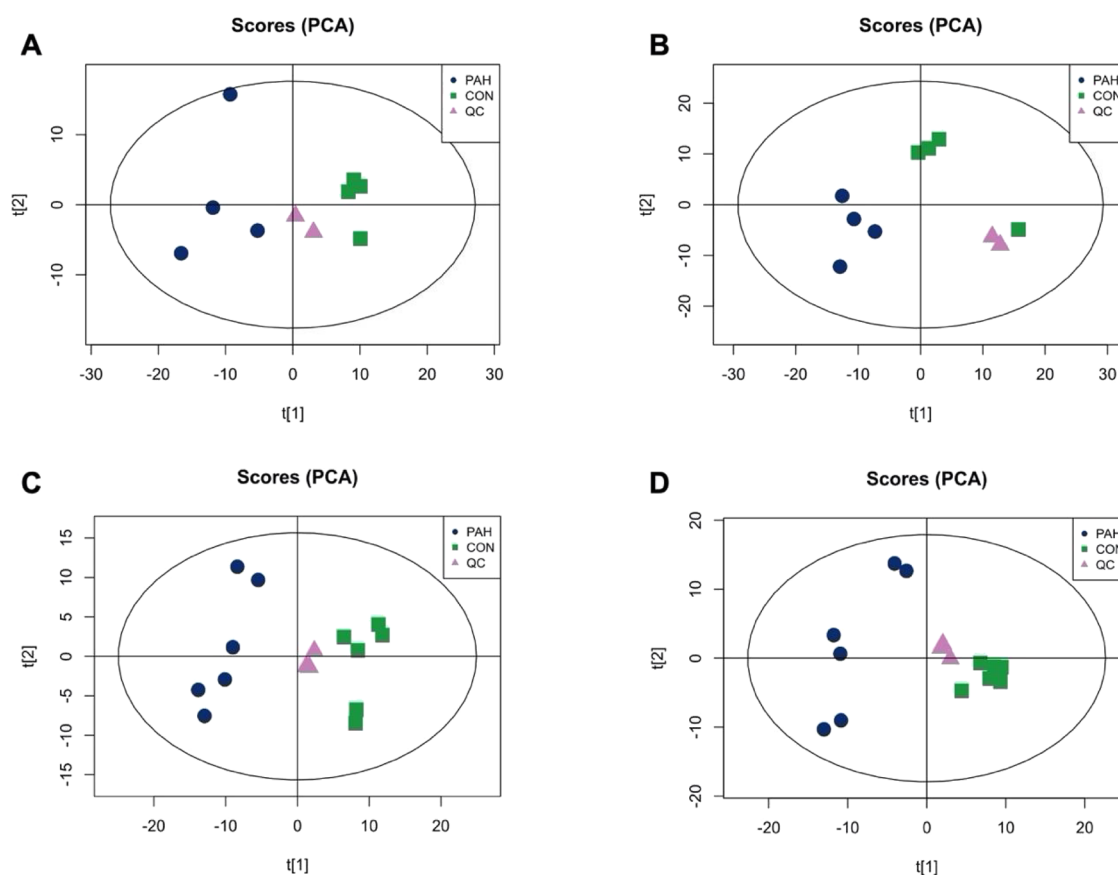 A
Scores (PCA)
PAH
CON
QC
10
0
-10
t[2]
-30 -20 -10 0 10 20 30
t[1]
B
Scores (PCA)
PAH
CON
QC
20
10
0
-10
-20
t[2]
-30 -20 -10 0 10 20 30
t[1]
C
Scores (PCA)
PAH
CON
QC
15
10
5
0
-5
-10
-15
t[2]
-20 -10 0 10 20
t[1]
D
Scores (PCA)
PAH
CON
QC
20
10
0
-10
-20
t[2]
-20 -10 0 10 20
t[1]